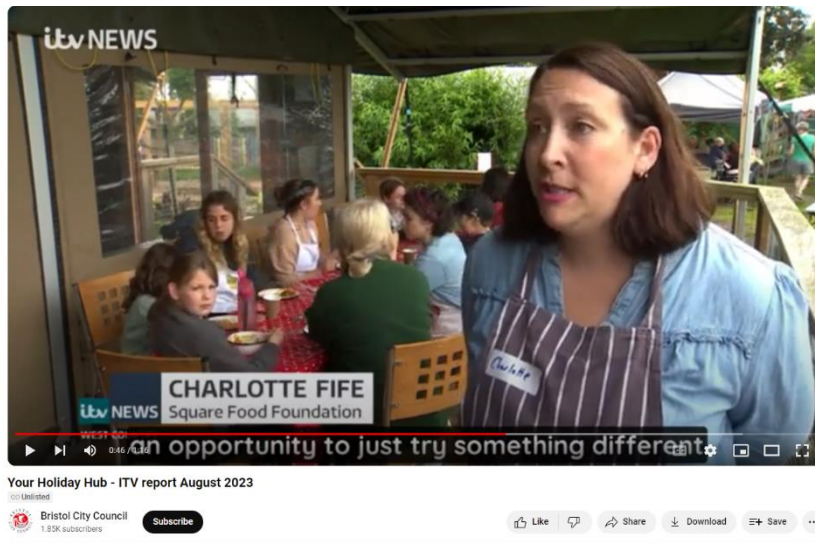 itv NEWS
Charlotte
CHARLOTTE FIFE
itv NEWS Square Food Foundation
an opportunity to just try something different.
0:46 / 1:16
Your Holiday Hub - ITV report August 2023
Unlisted
Bristol City Council
1.85K subscribers
Subscribe
Like
Share
Download
Save